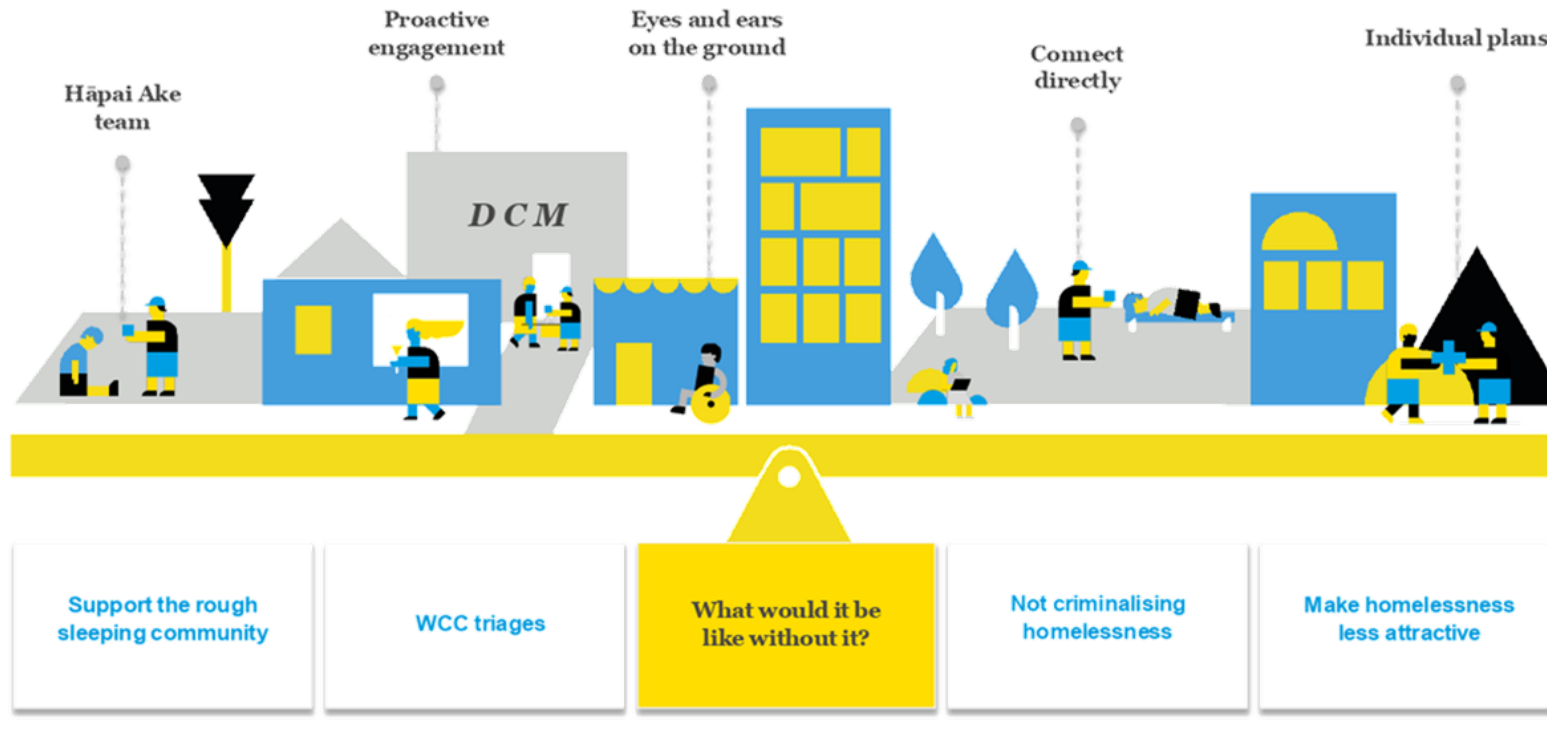 Hāpai Ake
team
Proactive
engagement
Eyes and ears
on the ground
Connect
directly
Individual plans
DCM
Support the rough
sleeping community
WCC triages
What would it be
like without it?
Not criminalising
homelessness
Make homelessness
less attractive